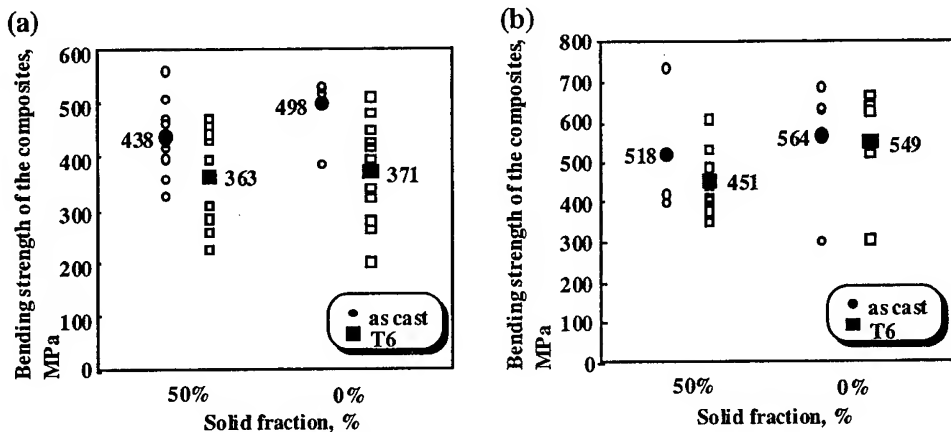 (a)
Bending strength of the composites,
MPa
600
500
400
300
200
100
0
438
363
498
371
as cast
T6
50%
0%
Solid fraction, %
(b)
Bending strength of the composites,
MPa
800
700
600
500
400
300
200
100
0
518
451
564
549
as cast
T6
50%
0%
Solid fraction, %